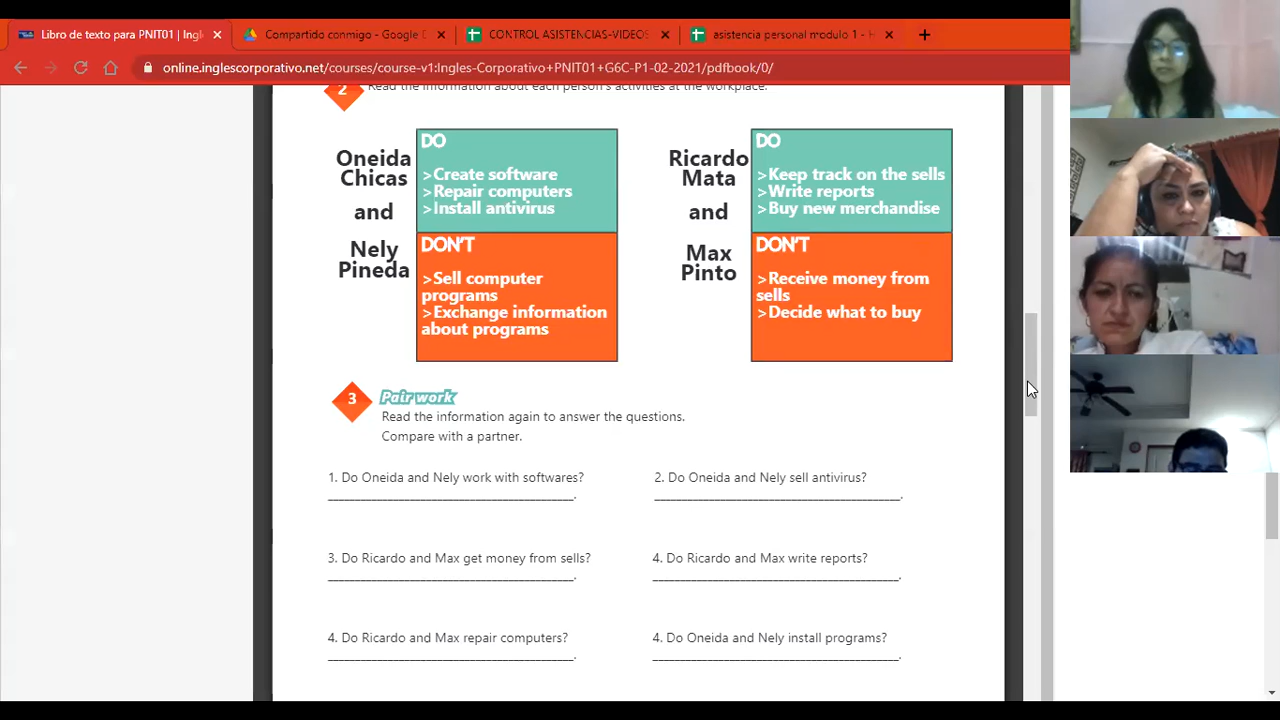 Libro de texto para PNIT01 | Ingl
Compartido conmigo - Google
CONTROL ASISTENCIAS-VIDEOS
asistencia personal modulo 1 - H
online.inglescorporativo.net/courses/course-v1:Ingles-Corporativo+PNIT01+G6C-P1-02-2021/pdfbook/0/
2
Read the information about each person's activities at the workplace.
Oneida
Chicas
and
Nely
Pineda
DO
>Create software
>Repair computers
>Install antivirus
DON'T
>Sell computer
programs
>Exchange information
about programs
Ricardo
Mata
and
Max
Pinto
DO
>Keep track on the sells
>Write reports
>Buy new merchandise
DON'T
>Receive money from
sells
>Decide what to buy
3
Pair work
Read the information again to answer the questions.
Compare with a partner.
1. Do Oneida and Nely work with softwares?
2. Do Oneida and Nely sell antivirus?
3. Do Ricardo and Max get money from sells?
4. Do Ricardo and Max write reports?
4. Do Ricardo and Max repair computers?
4. Do Oneida and Nely install programs?